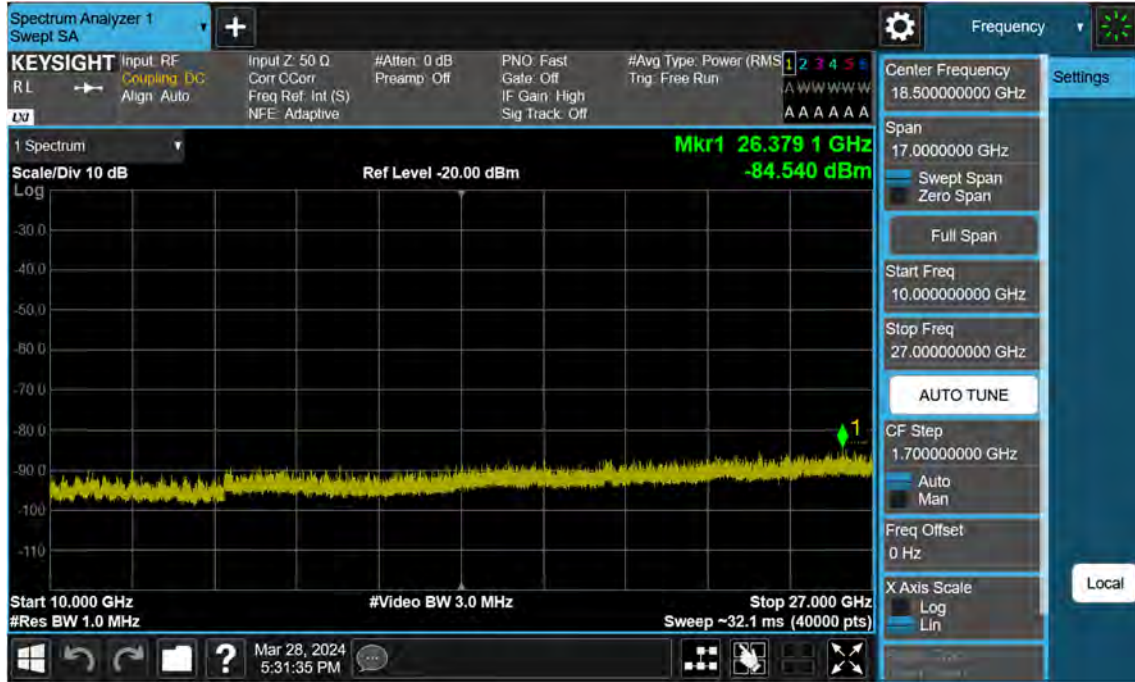 Spectrum Analyzer 1
Swept SA
Frequency
KEYSIGHT
RL
LXI
Input: RF
Coupling: DC
Align: Auto
Input Z: 50 Ω
Corr CCorr
Freq Ref: Int (S)
NFE: Adaptive
#Atten: 0 dB
Preamp: Off
PNO: Fast
Gate: Off
IF Gain: High
Sig Track: Off
#Avg Type: Power (RMS
Trig: Free Run
1 2 3 4 5 6
A W W W W W
A A A A A A
1 Spectrum
Scale/Div 10 dB
Ref Level -20.00 dBm
Mkr1 26.379 1 GHz
-84.540 dBm
Log
-30.0
-40.0
-50.0
-60.0
-70.0
-80.0
-90.0
-100
-110
1
Start 10.000 GHz
#Res BW 1.0 MHz
#Video BW 3.0 MHz
Stop 27.000 GHz
Sweep ~32.1 ms (40000 pts)
Mar 28, 2024
5:31:35 PM
?
Center Frequency
18.500000000 GHz
Span
17.0000000 GHz
Swept Span
Zero Span
Full Span
Start Freq
10.000000000 GHz
Stop Freq
27.000000000 GHz
AUTO TUNE
CF Step
1.700000000 GHz
Auto
Man
Freq Offset
0 Hz
X Axis Scale
Log
Lin
Settings
Local